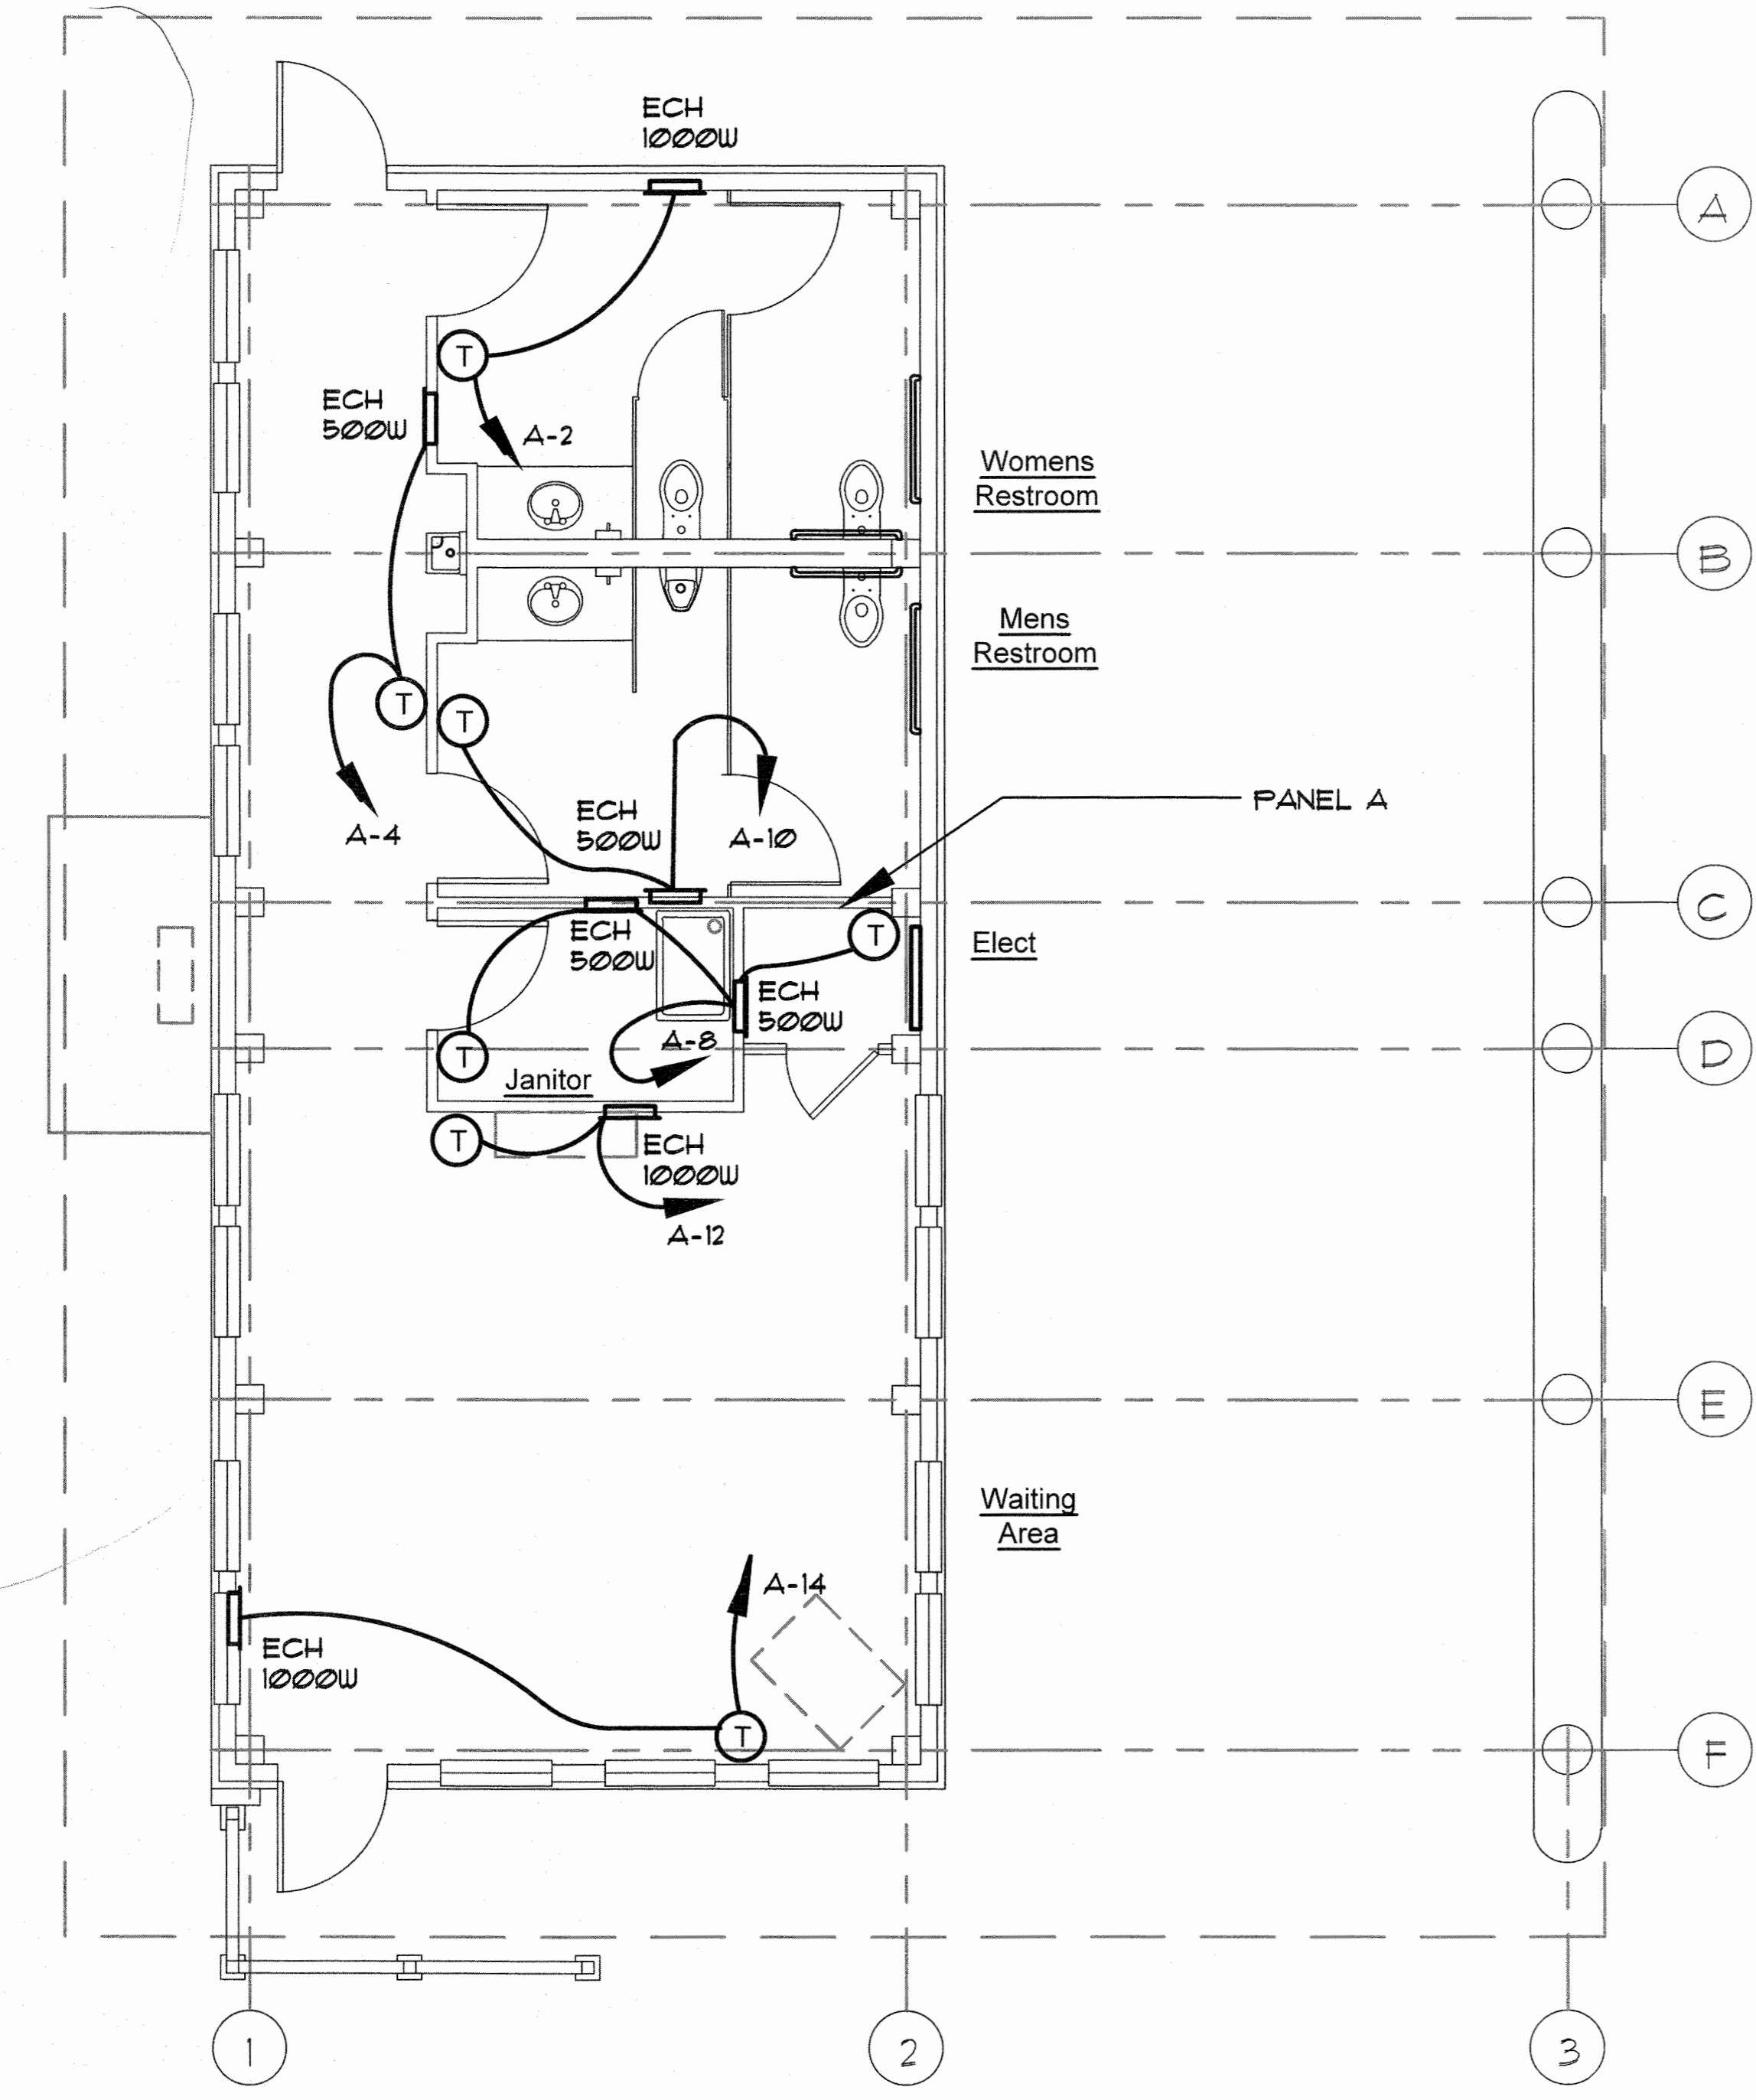 ECH
1000W
A
T
ECH
500W
A-2
Womens
Restroom
B
Mens
Restroom
T
T
A-4
ECH
500W
A-10
PANEL A
C
ECH
500W
T
Elect
ECH
500W
A-8
T
D
Janitor
T
ECH
1000W
A-12
E
Waiting
Area
A-14
ECH
1000W
T
F
1
2
3